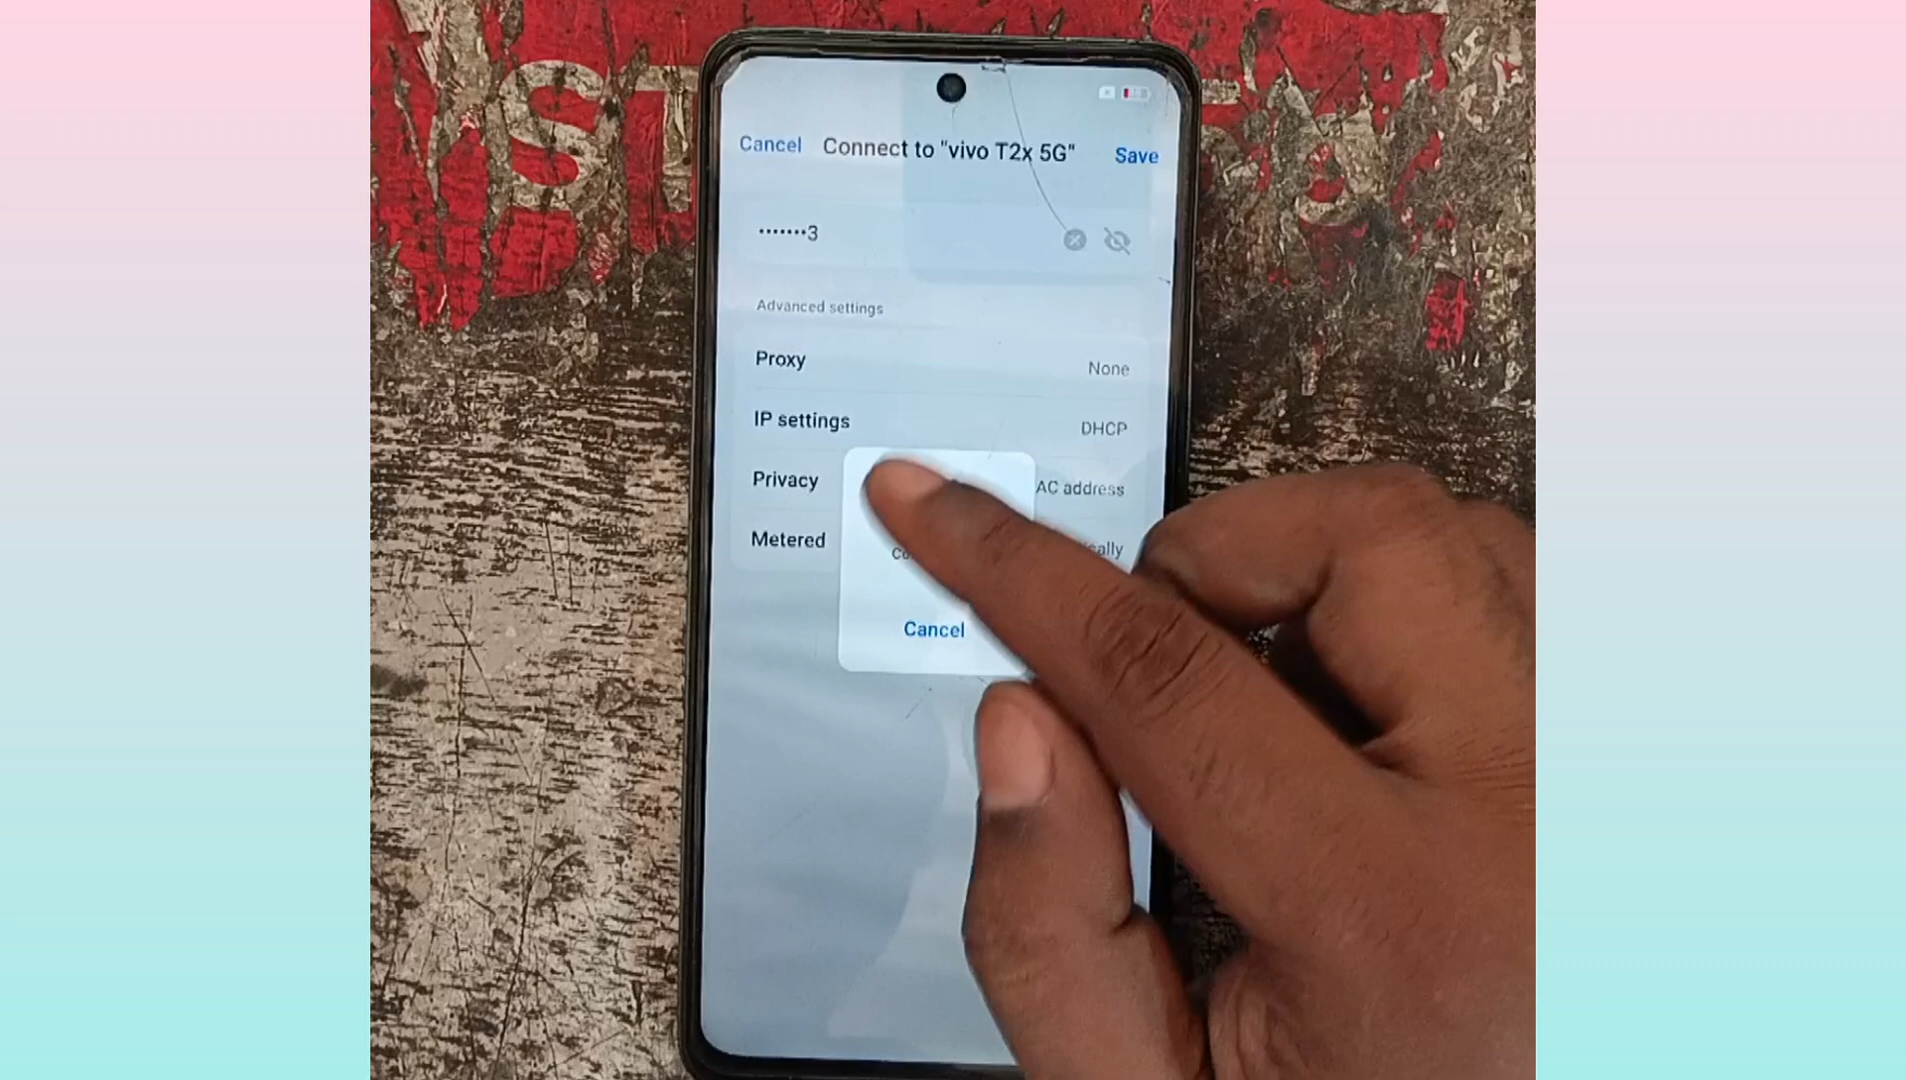 Cancel Connect to "vivo T2x 5G" Save
•••••••3
Advanced settings
Proxy None
IP settings DHCP
Privacy AC address
Metered
Cancel